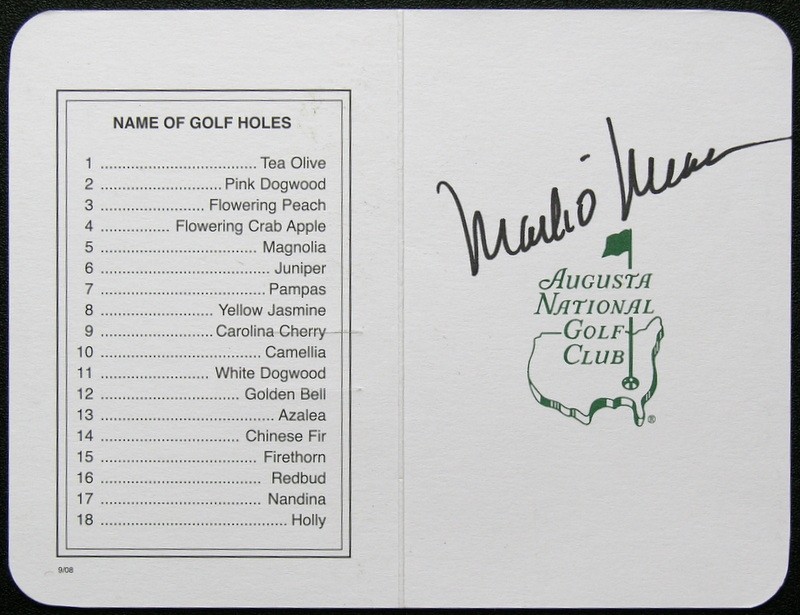 NAME OF GOLF HOLES
1 ..................................... Tea Olive
2 ............................. Pink Dogwood
3 ......................... Flowering Peach
4 ................. Flowering Crab Apple
5 ...................................... Magnolia
6 ........................................ Juniper
7 ....................................... Pampas
8 ............................ Yellow Jasmine
9 ........................... Carolina Cherry
10 ...................................... Camellia
11 .......................... White Dogwood
12 ................................. Golden Bell
13 .......................................... Azalea
14 ................................. Chinese Fir
15 ..................................... Firethorn
16 ...................................... Redbud
17 ...................................... Nandina
18 ............................................ Holly
9/08
AUGUSTA
NATIONAL
GOLF
CLUB
®